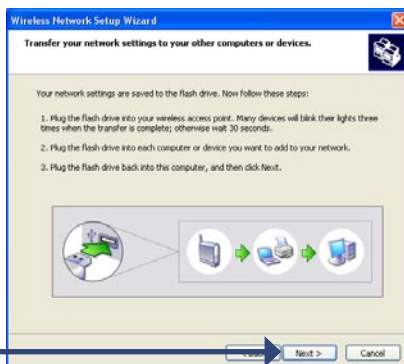 Wireless Network Setup Wizard
Transfer your network settings to your other computers or devices.
Your network settings are saved to the flash drive. Now follow these steps:
1. Plug the flash drive into your wireless access point. Many devices will blink their lights three
times when the transfer is complete; otherwise wait 30 seconds.
2. Plug the flash drive into each computer or device you want to add to your network.
3. Plug the flash drive back into this computer, and then click Next.
Next > Cancel